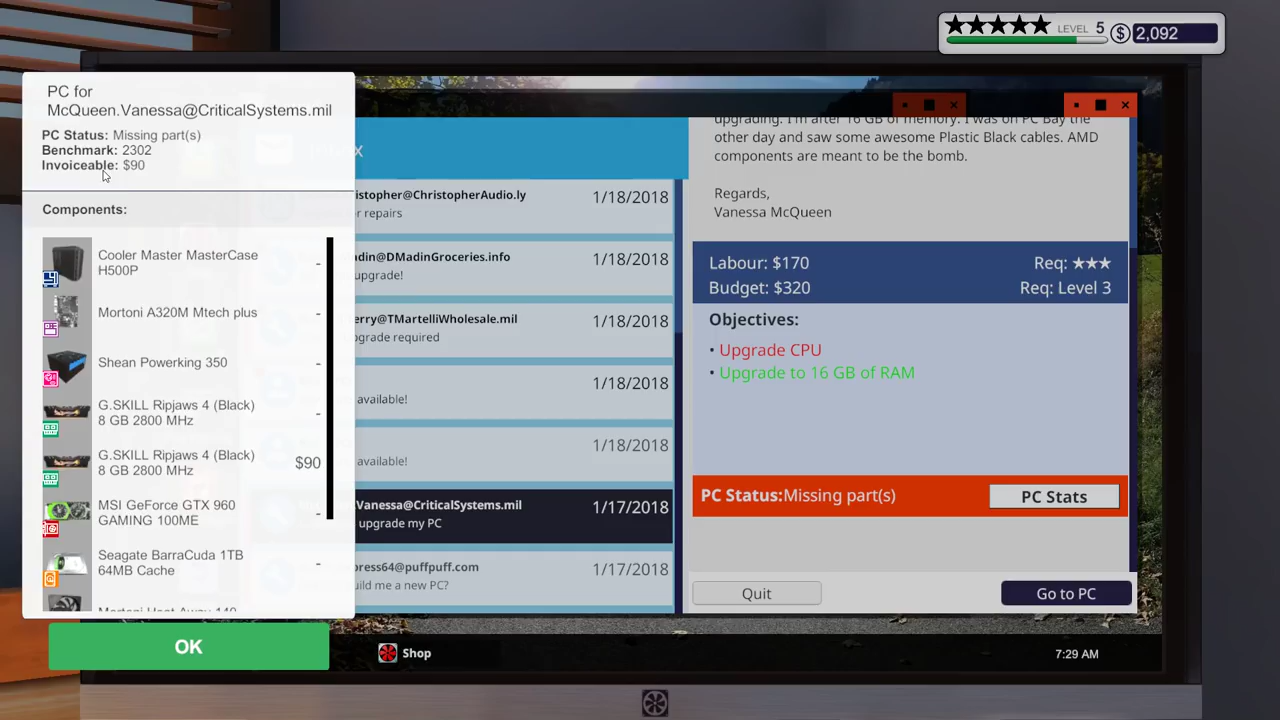 LEVEL 5 $ 2,092
PC for
McQueen.Vanessa@CriticalSystems.mil
PC Status: Missing part(s)
Benchmark: 2302
Invoiceable: $90
Components:
Cooler Master MasterCase
H500P -
Mortoni A320M Mtech plus -
Shean Powerking 350 -
G.SKILL Ripjaws 4 (Black)
8 GB 2800 MHz -
G.SKILL Ripjaws 4 (Black)
8 GB 2800 MHz $90
MSI GeForce GTX 960
GAMING 100ME -
Seagate BarraCuda 1TB
64MB Cache -
Mortoni Heat Away 140
OK
istopher@ChristopherAudio.ly 1/18/2018
r repairs
adin@DMadinGroceries.info 1/18/2018
upgrade!
erry@TMartelliWholesale.mil 1/18/2018
grade required
1/18/2018
available!
1/18/2018
available!
.Vanessa@CriticalSystems.mil 1/17/2018
upgrade my PC
press64@puffpuff.com 1/17/2018
uild me a new PC?
upgrading. I'm after 16 GB of memory. I was on PC Bay the
other day and saw some awesome Plastic Black cables. AMD
components are meant to be the bomb.
Regards,
Vanessa McQueen
Labour: $170 Req: ★★★
Budget: $320 Req: Level 3
Objectives:
• Upgrade CPU
• Upgrade to 16 GB of RAM
PC Status:Missing part(s) PC Stats
Quit Go to PC
Shop 7:29 AM